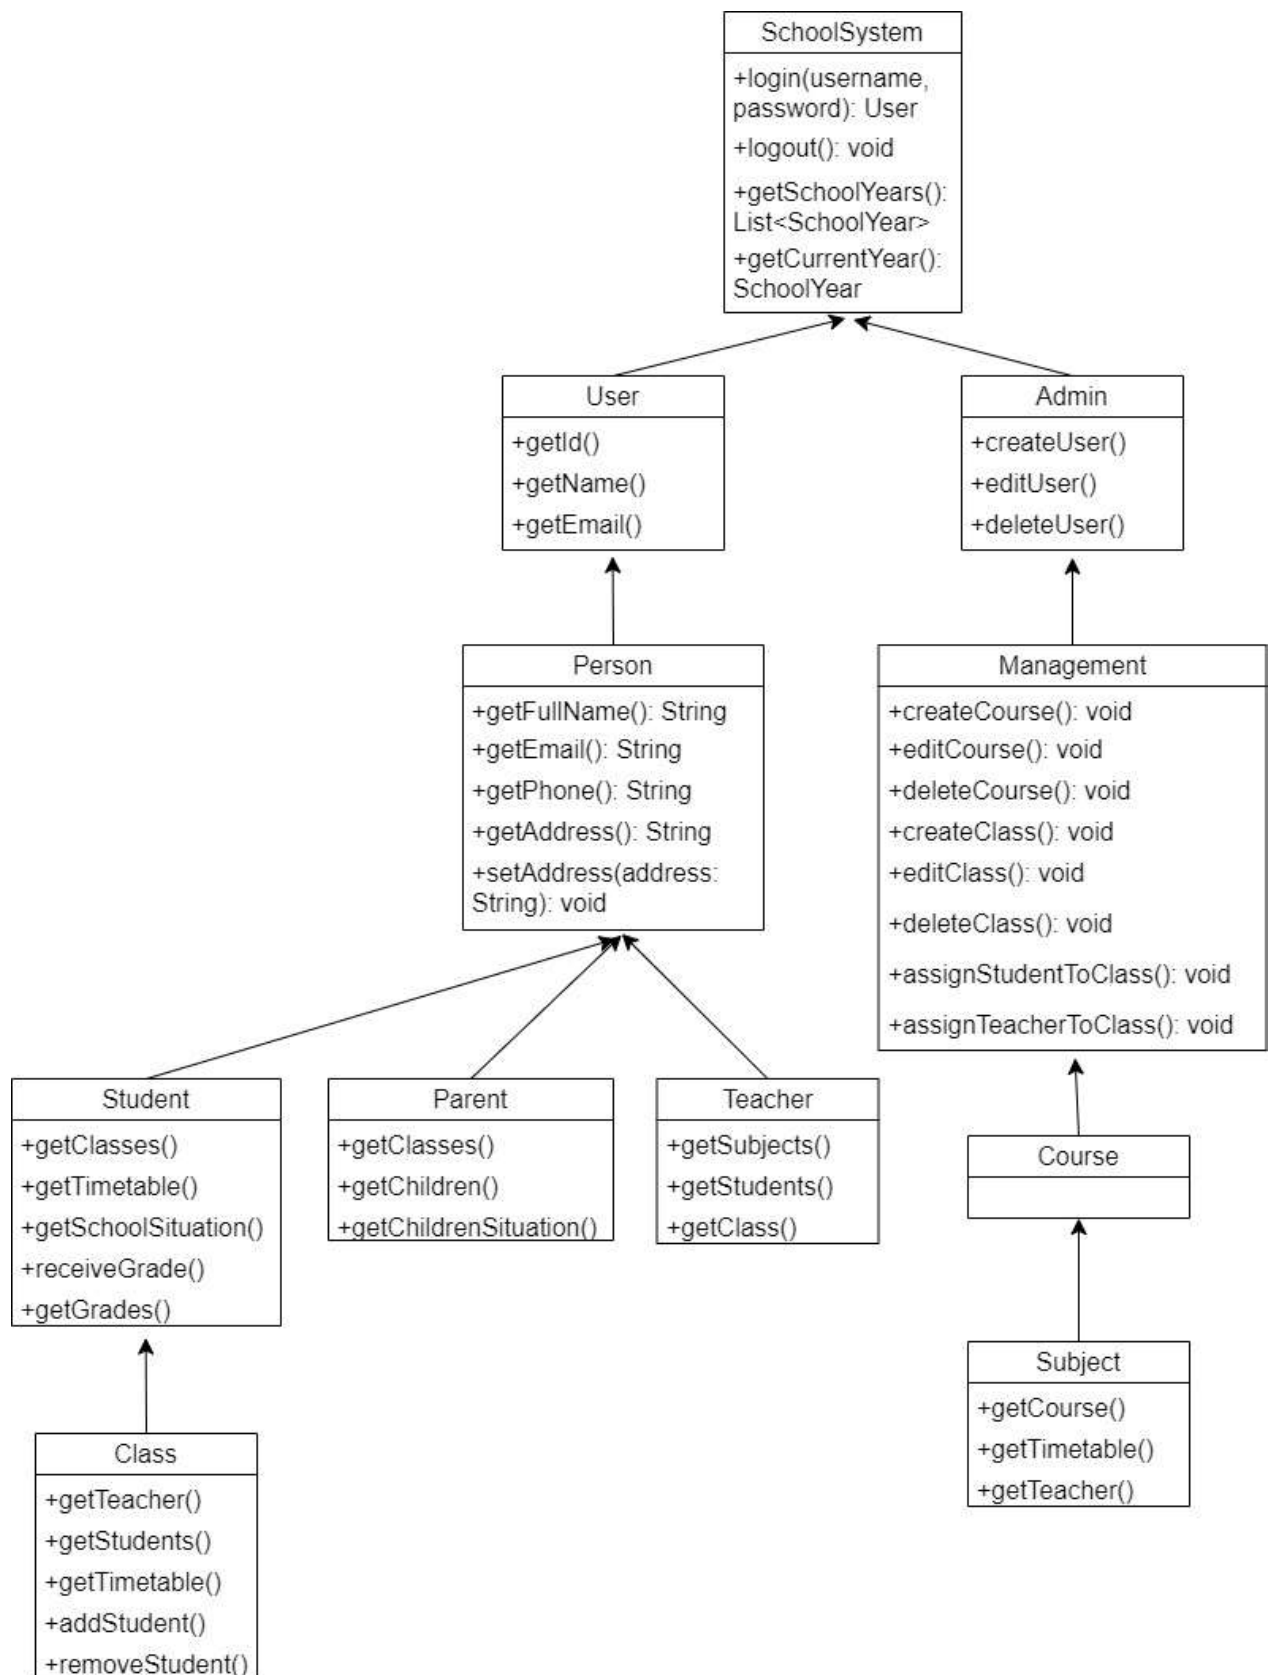 SchoolSystem
+login(username,
password): User
+logout(): void
+getSchoolYears():
List<SchoolYear>
+getCurrentYear():
SchoolYear
User
+getId()
+getName()
+getEmail()
Admin
+createUser()
+editUser()
+deleteUser()
Person
+getFullName(): String
+getEmail(): String
+getPhone(): String
+getAddress(): String
+setAddress(address:
String): void
Management
+createCourse(): void
+editCourse(): void
+deleteCourse(): void
+createClass(): void
+editClass(): void
+deleteClass(): void
+assignStudentToClass(): void
+assignTeacherToClass(): void
Student
+getClasses()
+getTimetable()
+getSchoolSituation()
+receiveGrade()
+getGrades()
Parent
+getClasses()
+getChildren()
+getChildrenSituation()
Teacher
+getSubjects()
+getStudents()
+getClass()
Course
Subject
+getCourse()
+getTimetable()
+getTeacher()
Class
+getTeacher()
+getStudents()
+getTimetable()
+addStudent()
+removeStudent()